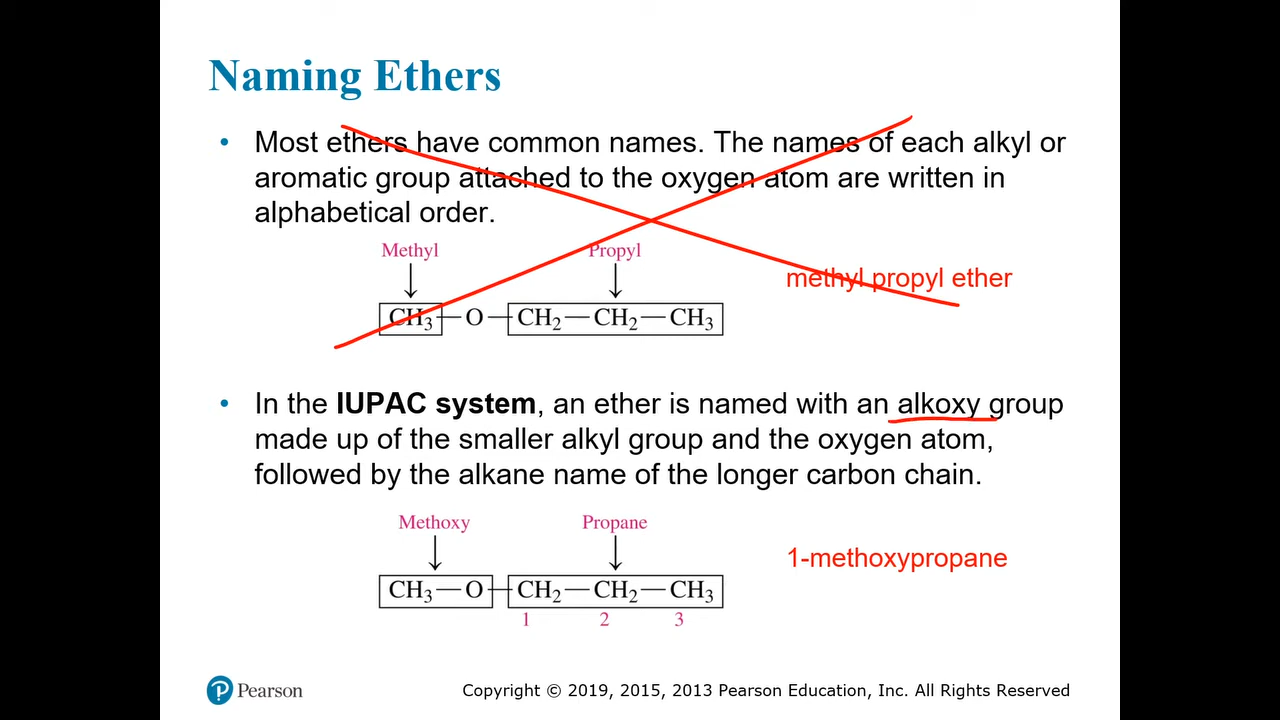 Naming Ethers
• Most ethers have common names. The names of each alkyl or
aromatic group attached to the oxygen atom are written in
alphabetical order.
Methyl Propyl
methyl propyl ether
CH₃—O—CH₂—CH₂—CH₃
• In the IUPAC system, an ether is named with an alkoxy group
made up of the smaller alkyl group and the oxygen atom,
followed by the alkane name of the longer carbon chain.
Methoxy Propane
1-methoxypropane
CH₃—O—CH₂—CH₂—CH₃
1 2 3
P Pearson
Copyright © 2019, 2015, 2013 Pearson Education, Inc. All Rights Reserved